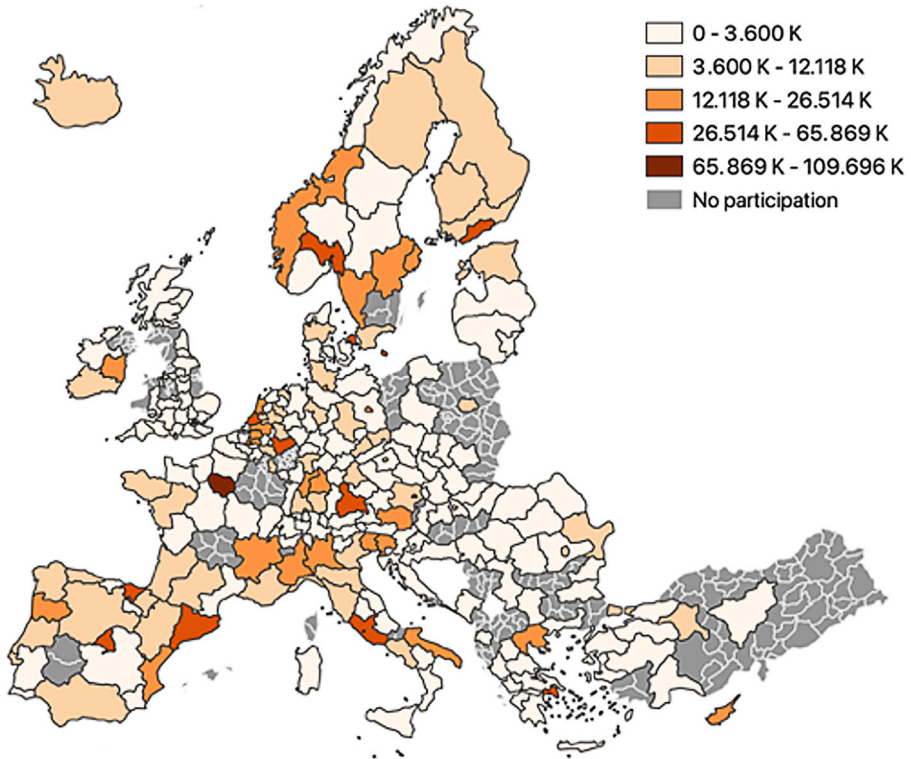 0 - 3.600 K
3.600 K - 12.118 K
12.118 K - 26.514 K
26.514 K - 65.869 K
65.869 K - 109.696 K
No participation